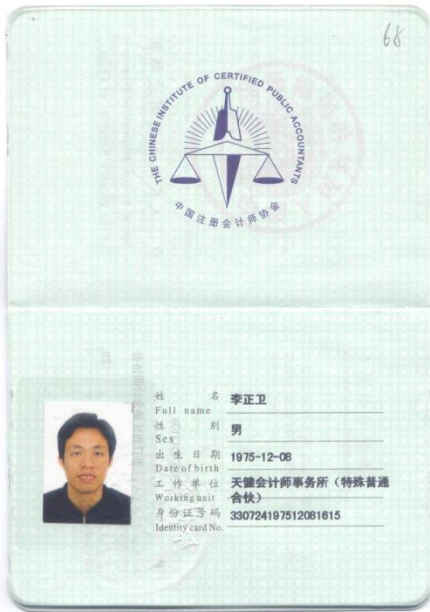 68
THE CHINESE INSTITUTE OF CERTIFIED PUBLIC ACCOUNTANTS
中国注册会计师协会
姓 名 李正卫
Full name
性 别 男
Sex
出 生 日 期 1975-12-08
Date of birth
工 作 单 位 天健会计师事务所（特殊普通
Working unit 合伙）
身份证号码 330724197512081615
Identity card No.